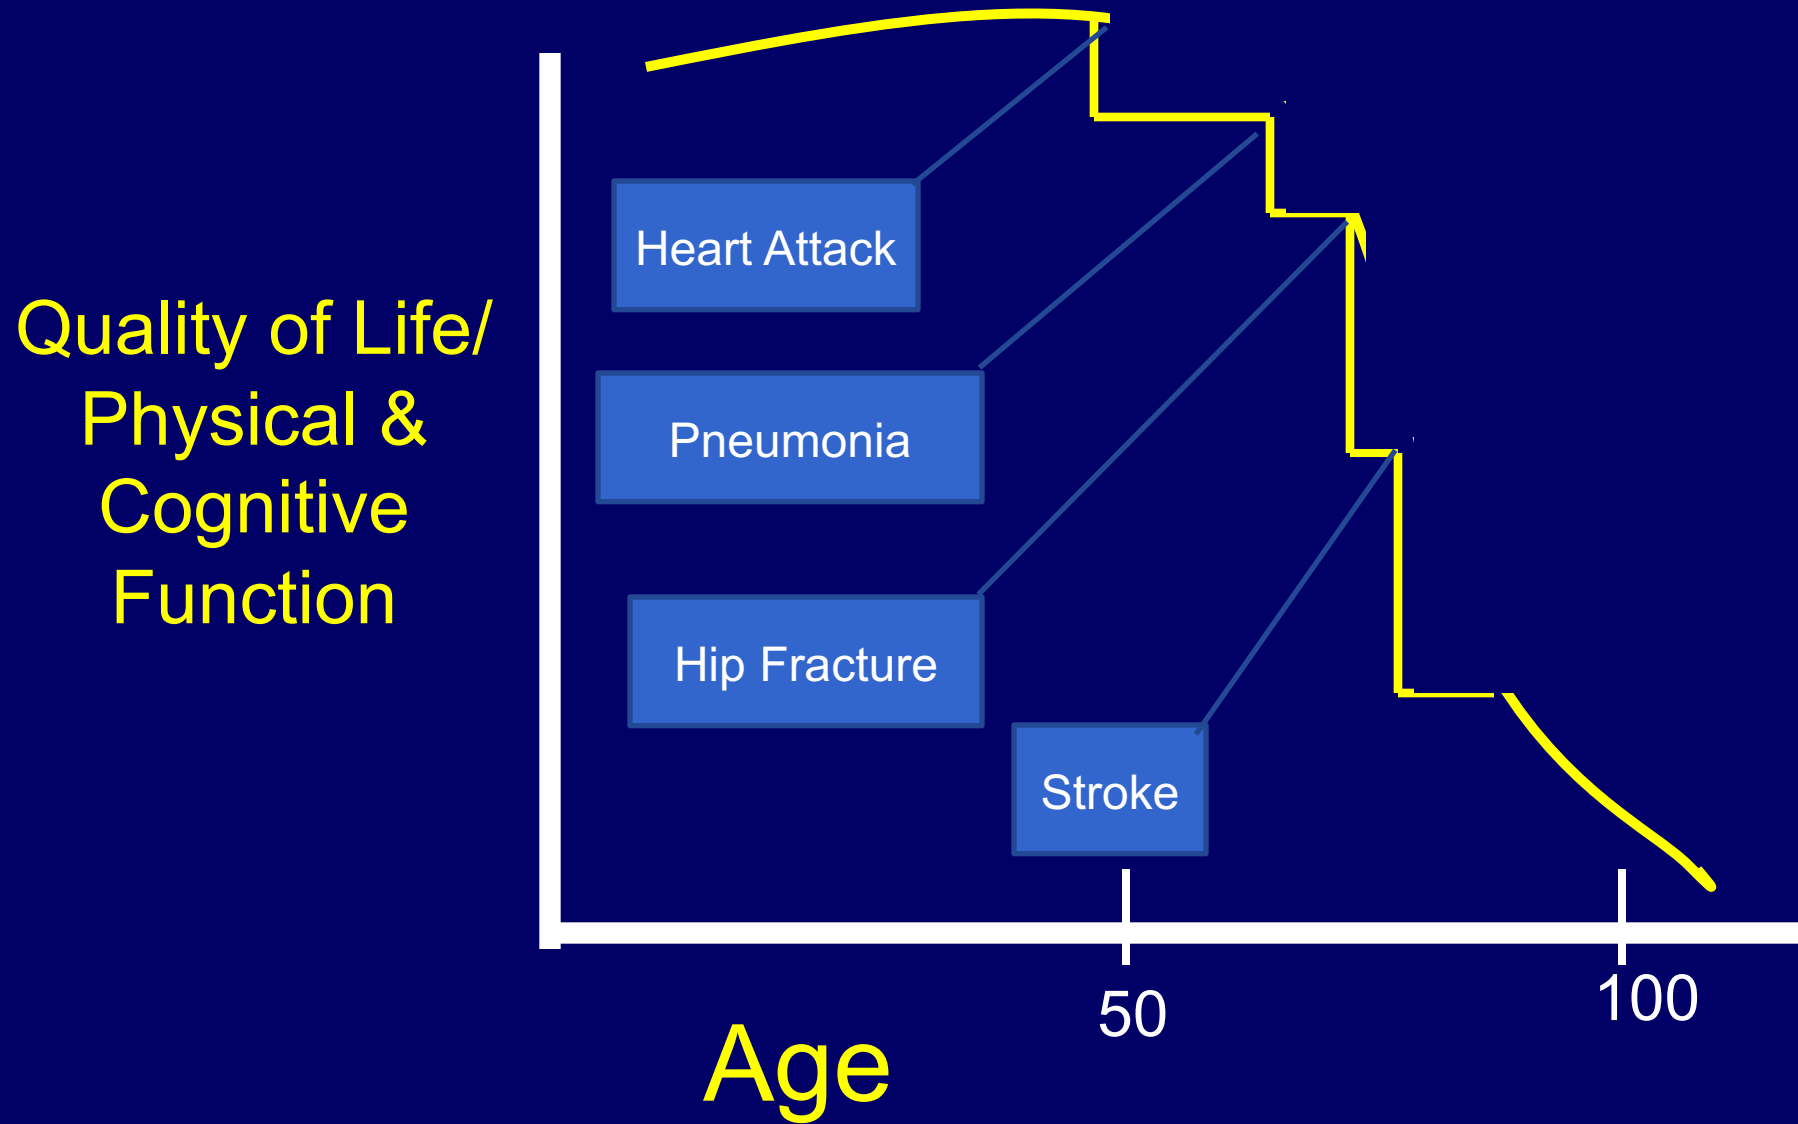 Quality of Life/
Physical &
Cognitive
Function
Heart Attack
Pneumonia
Hip Fracture
Stroke
50
100
Age